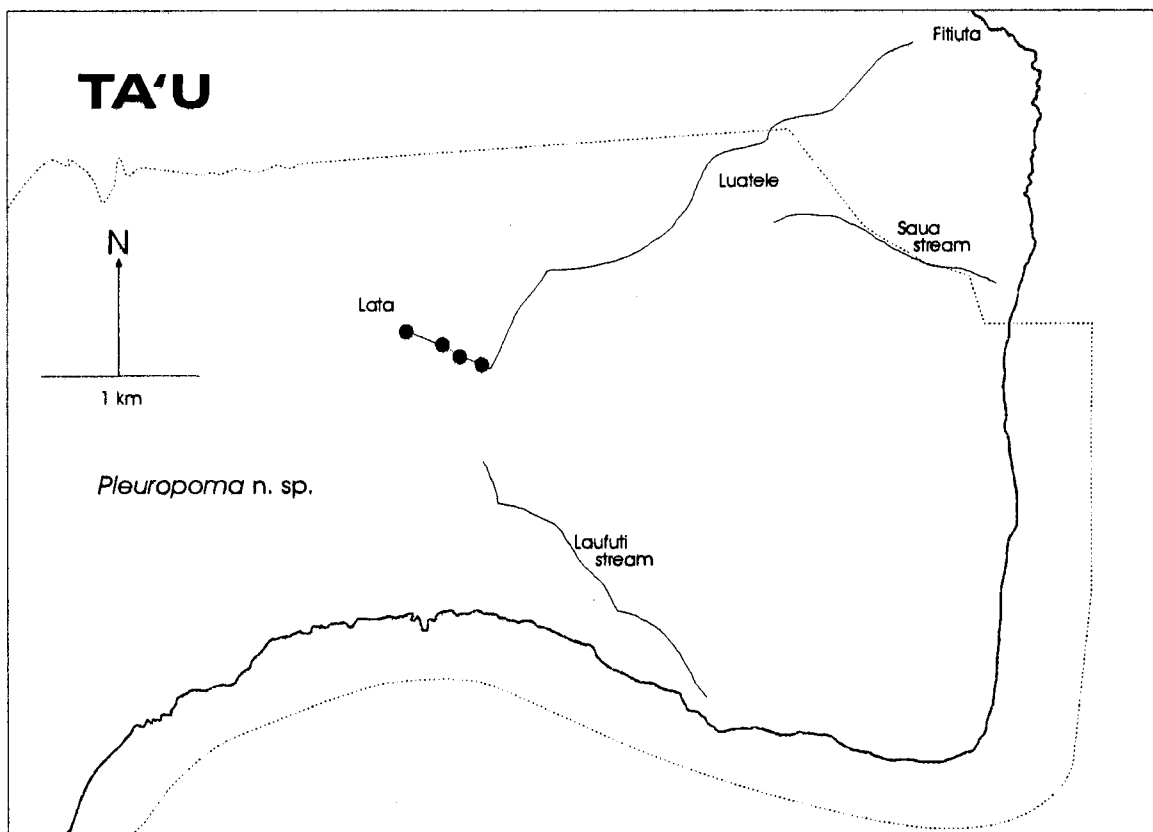 TA‘U
Fitiuta
Luatele
Saua
stream
N
Lata
1 km
Pleuropoma n. sp.
Laufuti
stream